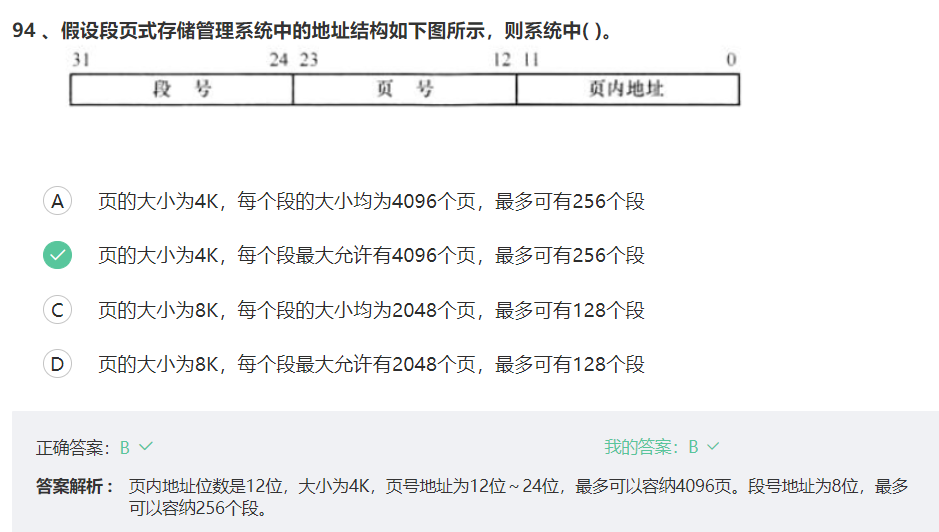 94 、假设段页式存储管理系统中的地址结构如下图所示，则系统中( )。
31 24 23 12 11 0
段 号 页 号 页内地址
A 页的大小为4K，每个段的大小均为4096个页，最多可有256个段
页的大小为4K，每个段最大允许有4096个页，最多可有256个段
C 页的大小为8K，每个段的大小均为2048个页，最多可有128个段
D 页的大小为8K，每个段最大允许有2048个页，最多可有128个段
正确答案：B 我的答案：B
答案解析： 页内地址位数是12位，大小为4K，页号地址为12位～24位，最多可以容纳4096页。段号地址为8位，最多
可以容纳256个段。